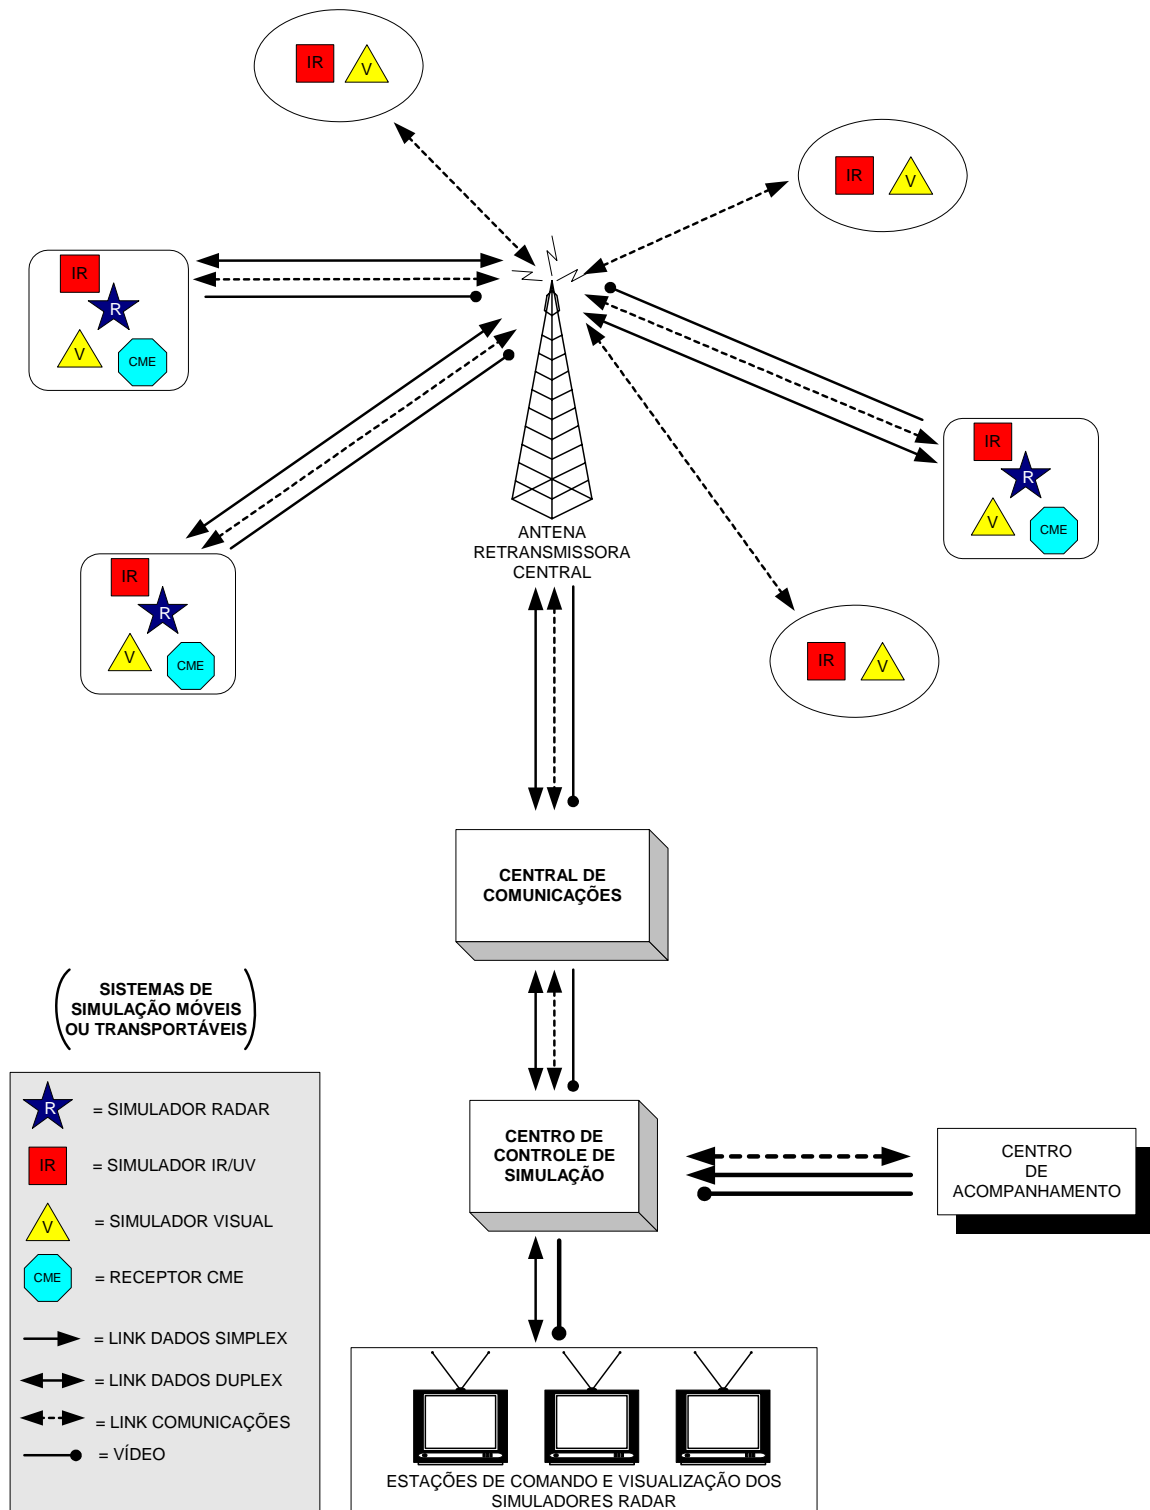 IR
V
IR
V
IR
R
V
CME
IR
R
V
CME
IR
R
V
CME
IR
V
ANTENA
RETRANSMISSORA
CENTRAL
CENTRAL DE
COMUNICAÇÕES
SISTEMAS DE
SIMULAÇÃO MÓVEIS
OU TRANSPORTÁVEIS
R = SIMULADOR RADAR
IR = SIMULADOR IR/UV
V = SIMULADOR VISUAL
CME = RECEPTOR CME
= LINK DADOS SIMPLEX
= LINK DADOS DUPLEX
= LINK COMUNICAÇÕES
= VÍDEO
CENTRO DE
CONTROLE DE
SIMULAÇÃO
CENTRO
DE
ACOMPANHAMENTO
ESTAÇÕES DE COMANDO E VISUALIZAÇÃO DOS
SIMULADORES RADAR